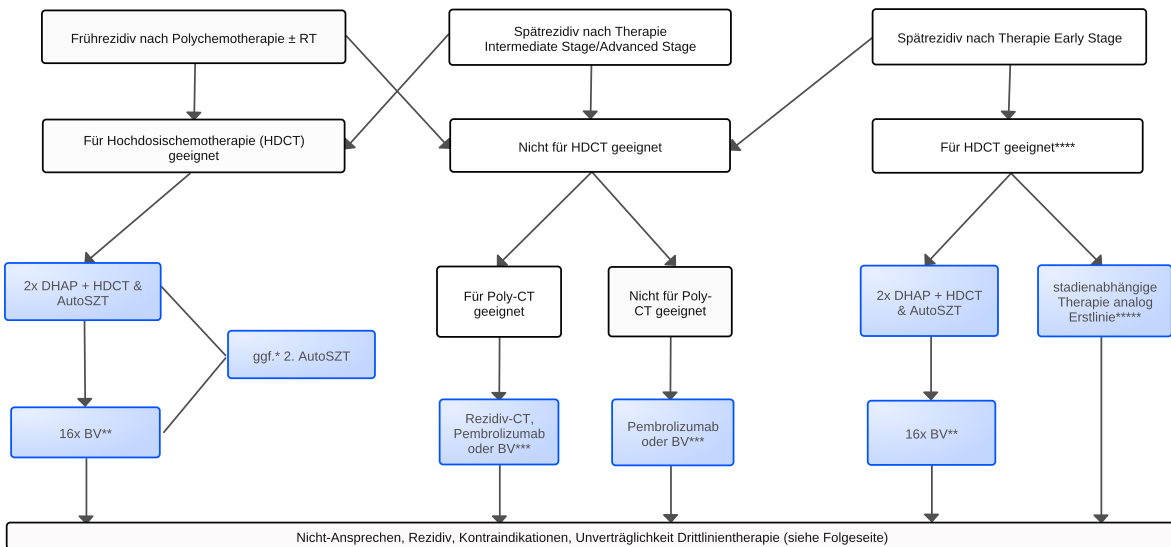 Frührezidiv nach Polychemotherapie ± RT
Spätrezidiv nach Therapie
Intermediate Stage/Advanced Stage
Spätrezidiv nach Therapie Early Stage
Für Hochdosischemotherapie (HDCT)
geeignet
Nicht für HDCT geeignet
Für HDCT geeignet****
2x DHAP + HDCT &
AutoSZT
ggf.* 2. AutoSZT
16x BV**
Für Poly-CT
geeignet
Nicht für Poly-
CT geeignet
Rezidiv-CT,
Pembrolizumab
oder BV***
Pembrolizumab
oder BV***
2x DHAP + HDCT
& AutoSZT
stadienabhängige
Therapie analog
Erstlinie*****
16x BV**
Nicht-Ansprechen, Rezidiv, Kontraindikationen, Unverträglichkeit Drittlinientherapie (siehe Folgeseite)